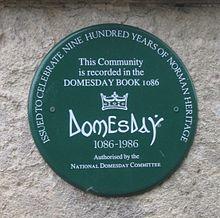 ISSUED TO CELEBRATE NINE HUNDRED YEARS OF NORMAN HERITAGE
This Community
is recorded in the
DOMESDAY BOOK 1086
DOMESDAY
1086-1986
Authorised by the
NATIONAL DOMESDAY COMMITTEE